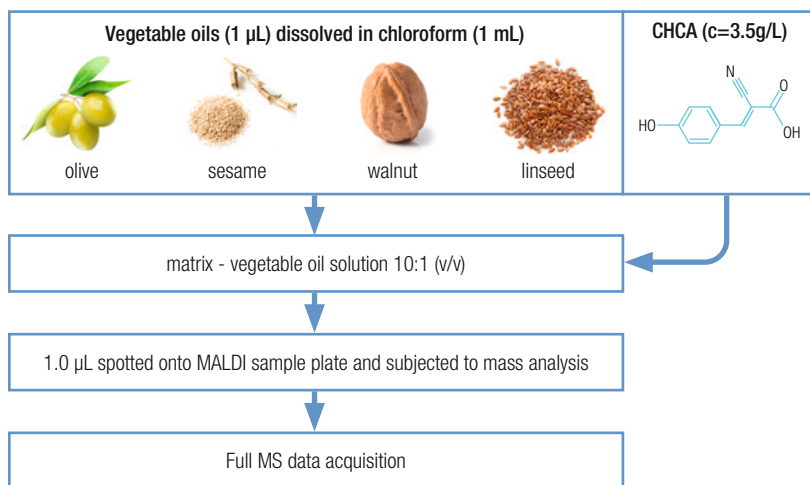 Vegetable oils (1 µL) dissolved in chloroform (1 mL)
CHCA (c=3.5g/L)
olive
sesame
walnut
linseed
N
O
HO
OH
matrix - vegetable oil solution 10:1 (v/v)
1.0 µL spotted onto MALDI sample plate and subjected to mass analysis
Full MS data acquisition